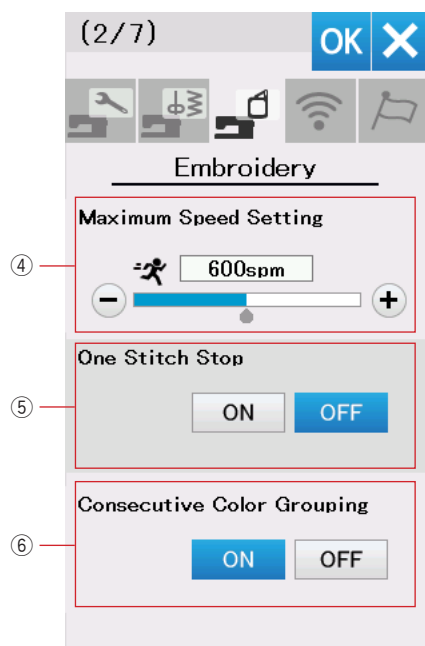 (2/7)
OK
Embroidery
Maximum Speed Setting
④
600spm
One Stitch Stop
⑤
ON OFF
Consecutive Color Grouping
⑥
ON OFF